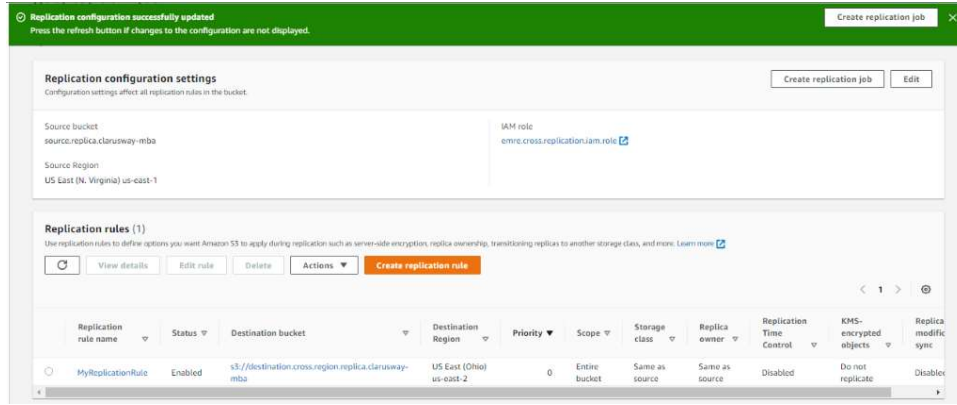 Replication configuration successfully updated
Create replication job
Press the refresh button if changes to the configuration are not displayed.
Replication configuration settings
Create replication job
Edit
Configuration settings affect all replication rules in the bucket.
Source bucket
IAM role
source.replica.clarusway-mba
emre.cross.replication.iam.role
Source Region
US East (N. Virginia) us-east-1
Replication rules (1)
Use replication rules to define options you want Amazon S3 to apply during replication such as server-side encryption, replica ownership, transitioning replicas to another storage class, and more. Learn more
View details
Edit rule
Delete
Actions
Create replication rule
1
Replication rule name
Status
Destination bucket
Destination Region
Priority
Scope
Storage class
Replica owner
Replication Time Control
KMS-encrypted objects
Replica modific sync
MyReplicationRule
Enabled
s3://destination.cross.region.replica.clarusway-mba
US East (Ohio) us-east-2
0
Entire bucket
Same as source
Same as source
Disabled
Do not replicate
Disabled